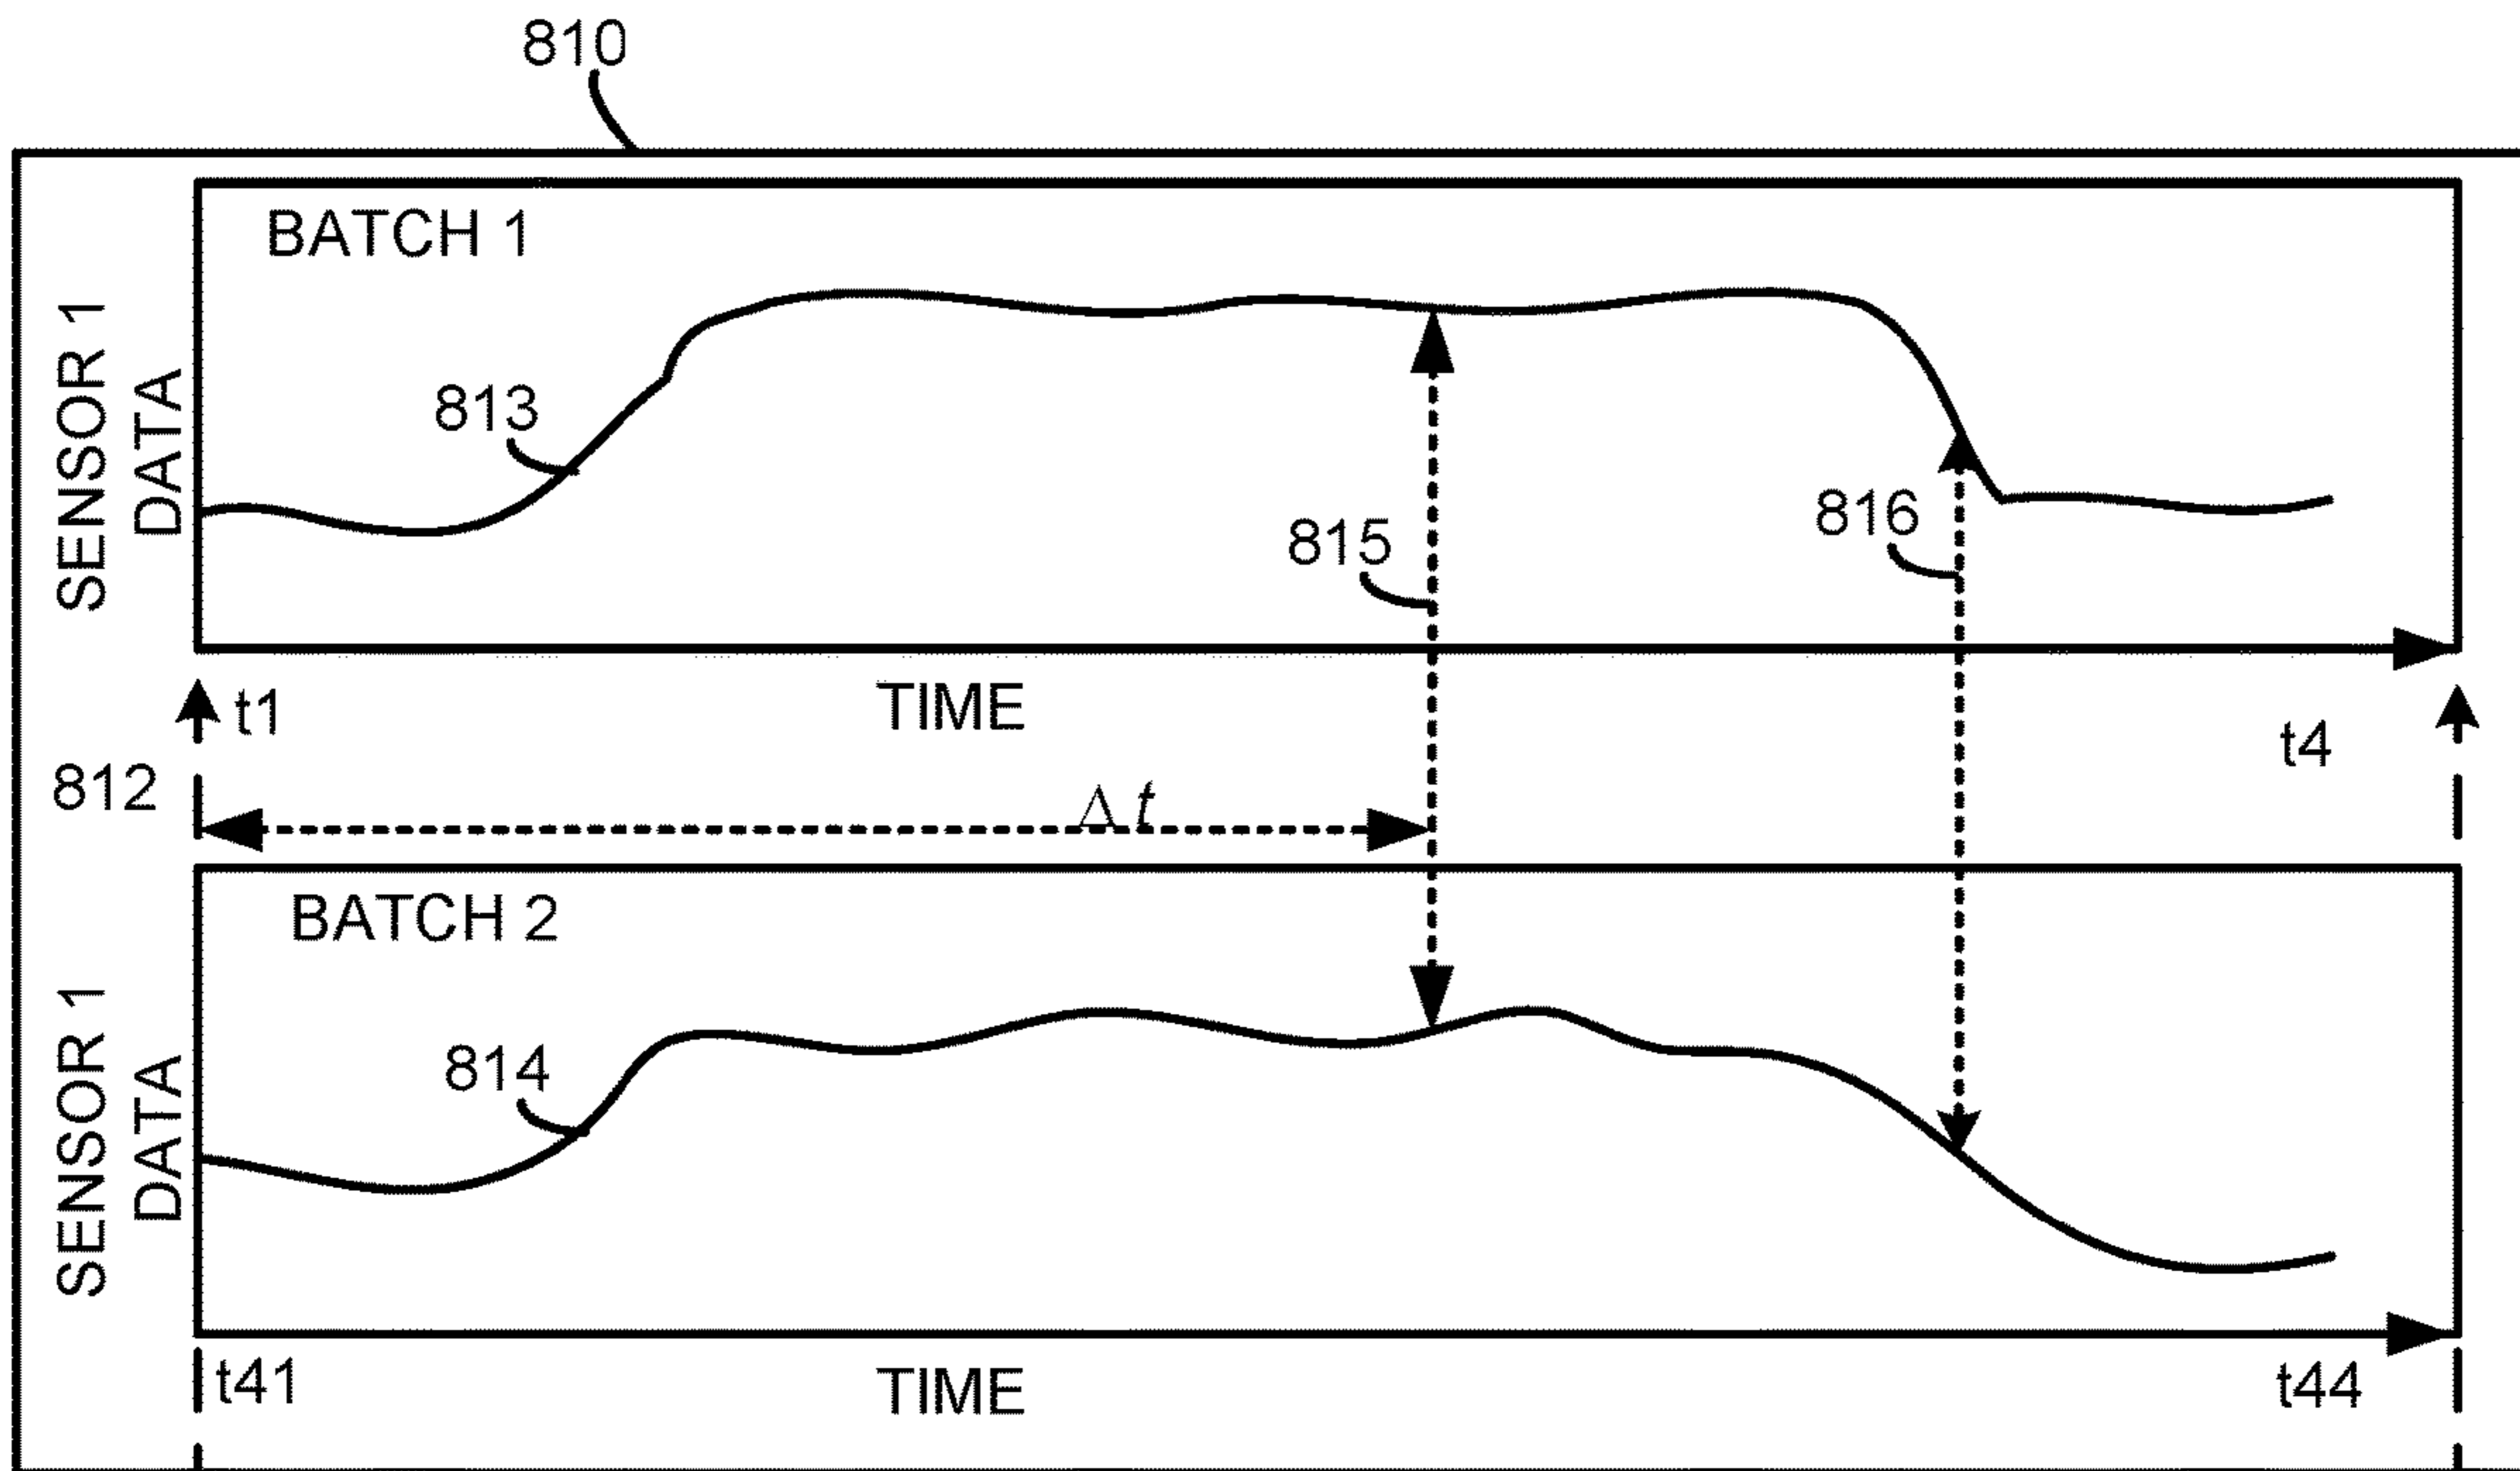 810
BATCH 1
SENSOR 1
DATA
813
815
816
t1
TIME
t4
812
Δt
BATCH 2
SENSOR 1
DATA
814
t41
TIME
t44